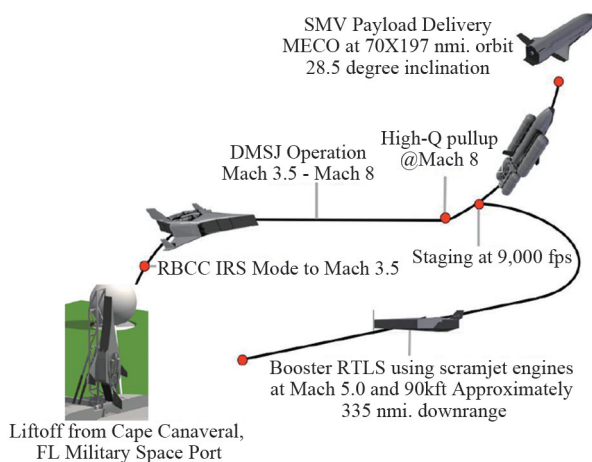 SMV Payload Delivery
MECO at 70X197 nmi. orbit
28.5 degree inclination
DMSJ Operation
Mach 3.5 - Mach 8
High-Q pullup
@Mach 8
RBCC IRS Mode to Mach 3.5
Staging at 9,000 fps
Booster RTLS using scramjet engines
at Mach 5.0 and 90kft Approximately
335 nmi. downrange
Liftoff from Cape Canaveral,
FL Military Space Port